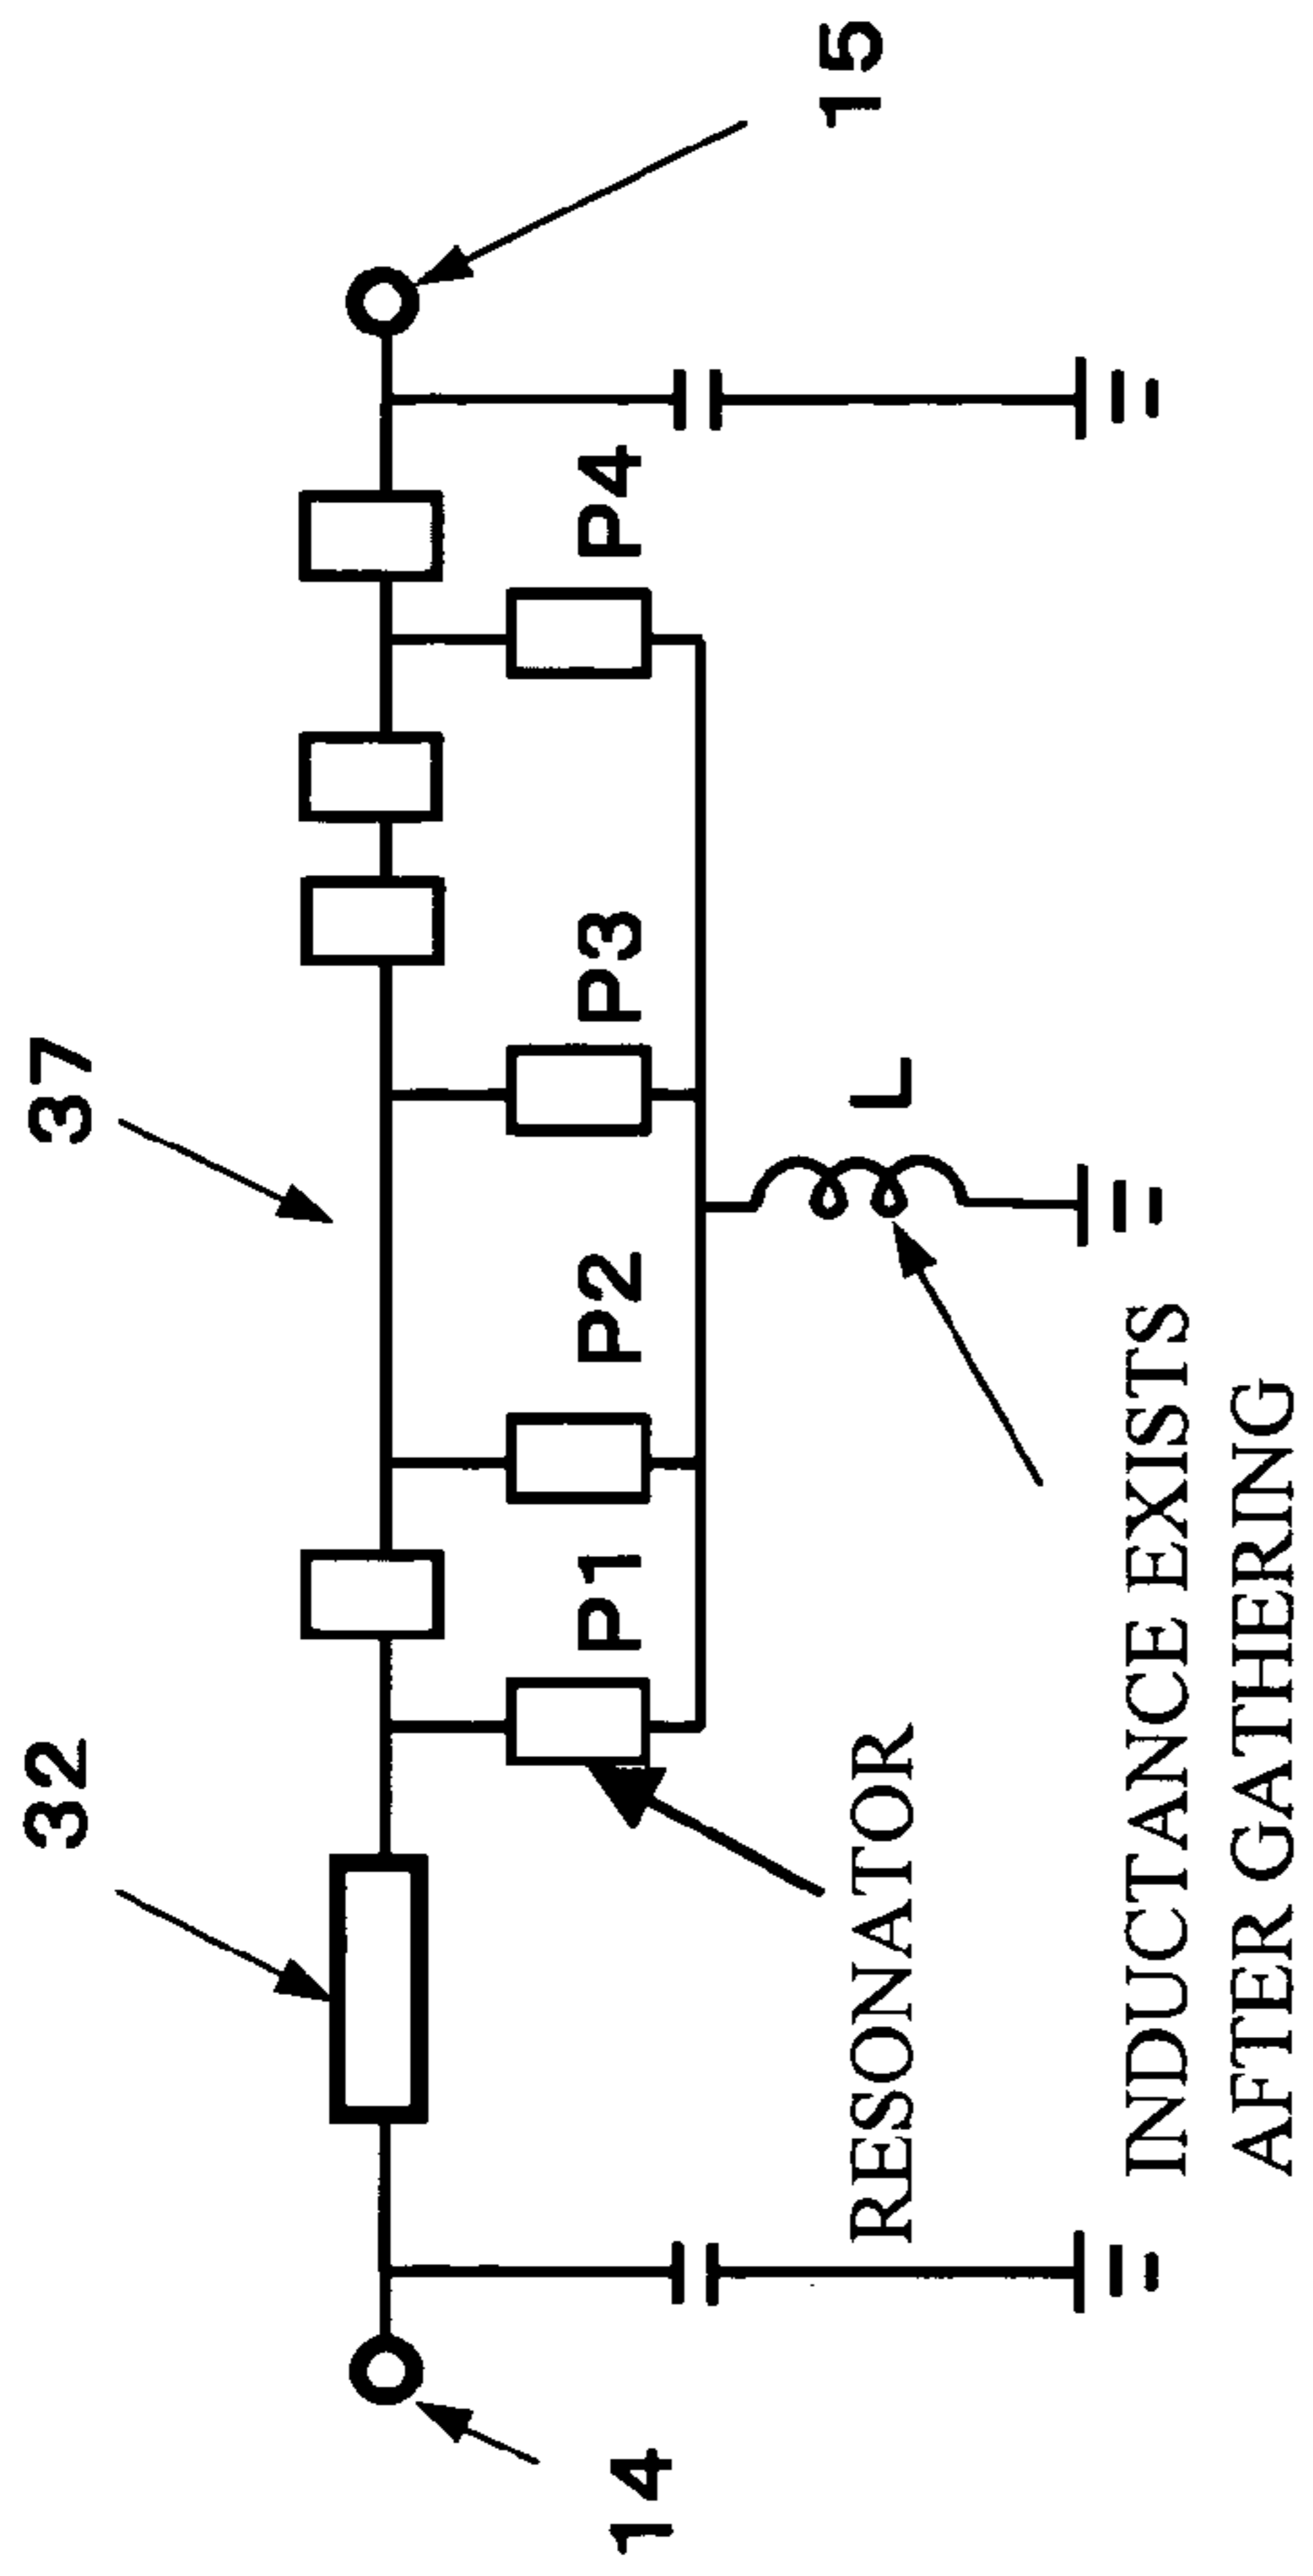 32
37
15
P1
P2
P3
P4
14
RESONATOR
L
INDUCTANCE EXISTS
AFTER GATHERING